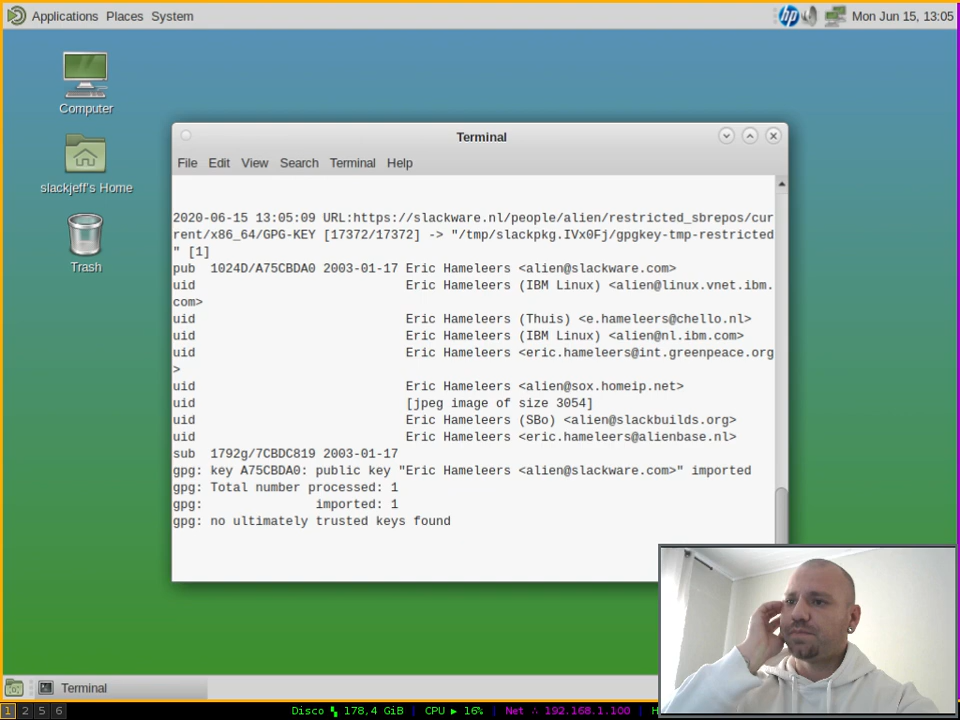 Applications Places System
hp
Mon Jun 15, 13:05
Computer
slackjeff's Home
Trash
Terminal
File Edit View Search Terminal Help
2020-06-15 13:05:09 URL:https://slackware.nl/people/alien/restricted_sbrepos/cur
rent/x86_64/GPG-KEY [17372/17372] -> "/tmp/slackpkg.IVx0Fj/gpgkey-tmp-restricted
" [1]
pub  1024D/A75CBDA0 2003-01-17 Eric Hameleers <alien@slackware.com>
uid                            Eric Hameleers (IBM Linux) <alien@linux.vnet.ibm.
com>
uid                            Eric Hameleers (Thuis) <e.hameleers@chello.nl>
uid                            Eric Hameleers (IBM Linux) <alien@nl.ibm.com>
uid                            Eric Hameleers <eric.hameleers@int.greenpeace.org
>
uid                            Eric Hameleers <alien@sox.homeip.net>
uid                            [jpeg image of size 3054]
uid                            Eric Hameleers (SBo) <alien@slackbuilds.org>
uid                            Eric Hameleers <eric.hameleers@alienbase.nl>
sub  1792g/7CBDC819 2003-01-17
gpg: key A75CBDA0: public key "Eric Hameleers <alien@slackware.com>" imported
gpg: Total number processed: 1
gpg:               imported: 1
gpg: no ultimately trusted keys found
Terminal
1 2 5 6
Disco 178,4 GiB | CPU ▶ 16% | Net ∴ 192.168.1.100 | H